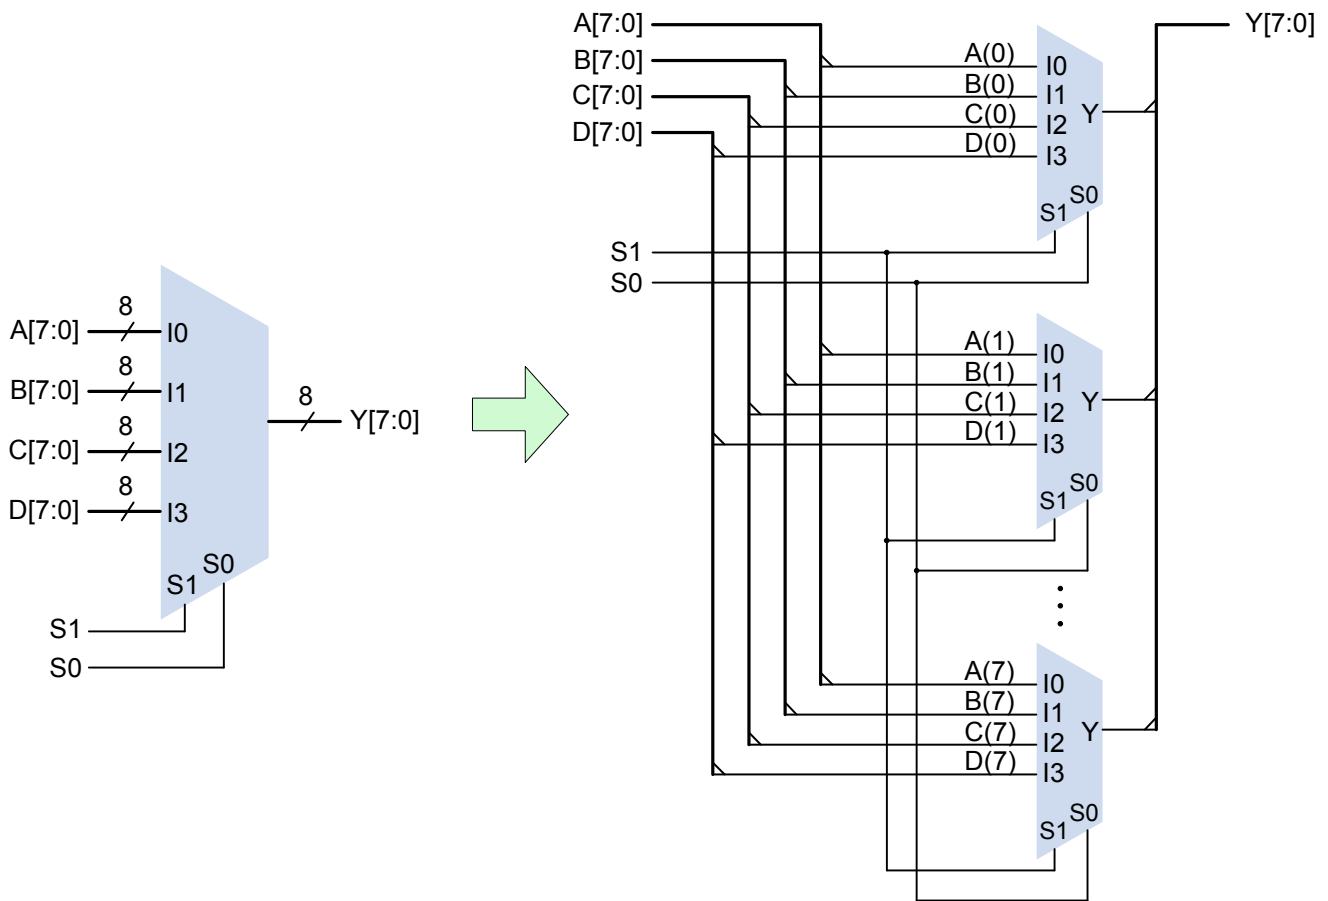 A[7:0]
8
I0
B[7:0]
8
I1
C[7:0]
8
I2
D[7:0]
8
I3
8
Y[7:0]
S1
S0
S1
S0
A[7:0]
B[7:0]
C[7:0]
D[7:0]
S1
S0
A(0)
I0
B(0)
I1
C(0)
I2
D(0)
I3
Y
S1
S0
A(1)
I0
B(1)
I1
C(1)
I2
D(1)
I3
Y
S1
S0
A(7)
I0
B(7)
I1
C(7)
I2
D(7)
I3
Y
S1
S0
Y[7:0]